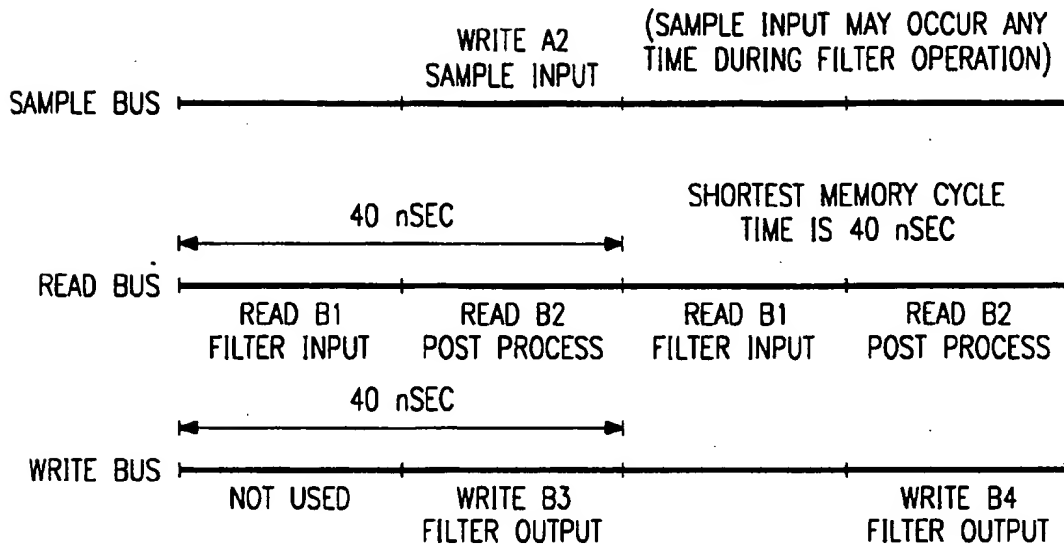 WRITE A2
SAMPLE INPUT
(SAMPLE INPUT MAY OCCUR ANY
TIME DURING FILTER OPERATION)
SAMPLE BUS
40 nSEC
SHORTEST MEMORY CYCLE
TIME IS 40 nSEC
READ BUS
READ B1
FILTER INPUT
READ B2
POST PROCESS
READ B1
FILTER INPUT
READ B2
POST PROCESS
40 nSEC
WRITE BUS
NOT USED
WRITE B3
FILTER OUTPUT
WRITE B4
FILTER OUTPUT